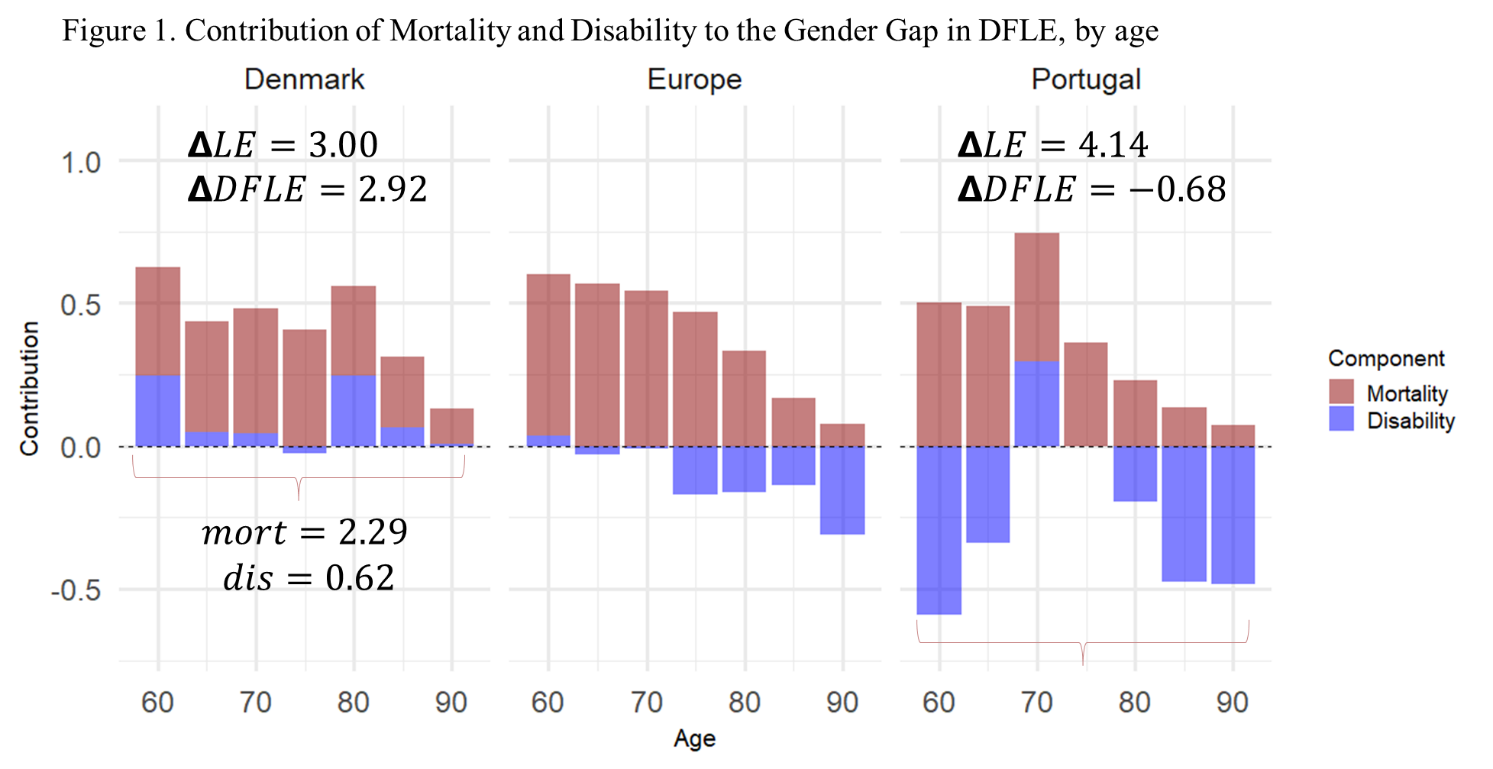 Figure 1. Contribution of Mortality and Disability to the Gender Gap in DFLE, by age
Denmark
Europe
Portugal
𝚫LE = 3.00
𝚫DFLE = 2.92
𝚫LE = 4.14
𝚫DFLE = −0.68
1.0
0.5
0.0
-0.5
Contribution
mort = 2.29
dis = 0.62
Component
Mortality
Disability
60 70 80 90
60 70 80 90
60 70 80 90
Age